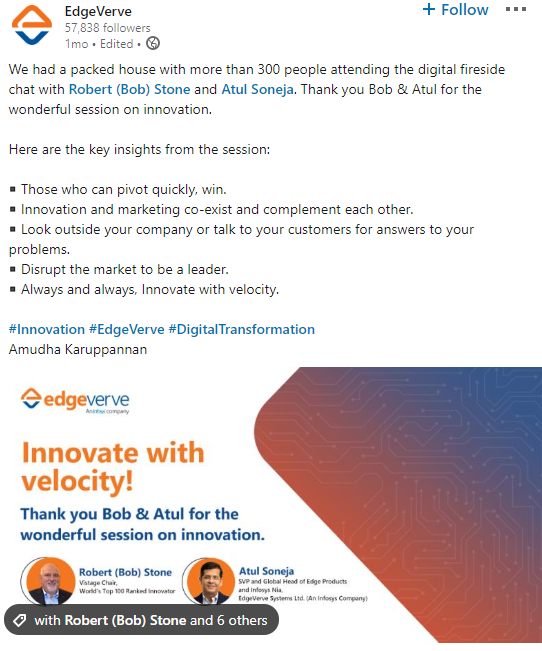 EdgeVerve
+ Follow
57,838 followers
1mo • Edited •
We had a packed house with more than 300 people attending the digital fireside
chat with Robert (Bob) Stone and Atul Soneja. Thank you Bob & Atul for the
wonderful session on innovation.
Here are the key insights from the session:
▪ Those who can pivot quickly, win.
▪ Innovation and marketing co-exist and complement each other.
▪ Look outside your company or talk to your customers for answers to your
problems.
▪ Disrupt the market to be a leader.
▪ Always and always, Innovate with velocity.
#Innovation #EdgeVerve #DigitalTransformation
Amudha Karuppannan
edgeverve
An Infosys company
Innovate with
velocity!
Thank you Bob & Atul for the
wonderful session on innovation.
Robert (Bob) Stone
Vistage Chair,
World's Top 100 Ranked Innovator
Atul Soneja
SVP and Global Head of Edge Products
and Infosys Nia,
EdgeVerve Systems Ltd. (An Infosys Company)
with Robert (Bob) Stone and 6 others